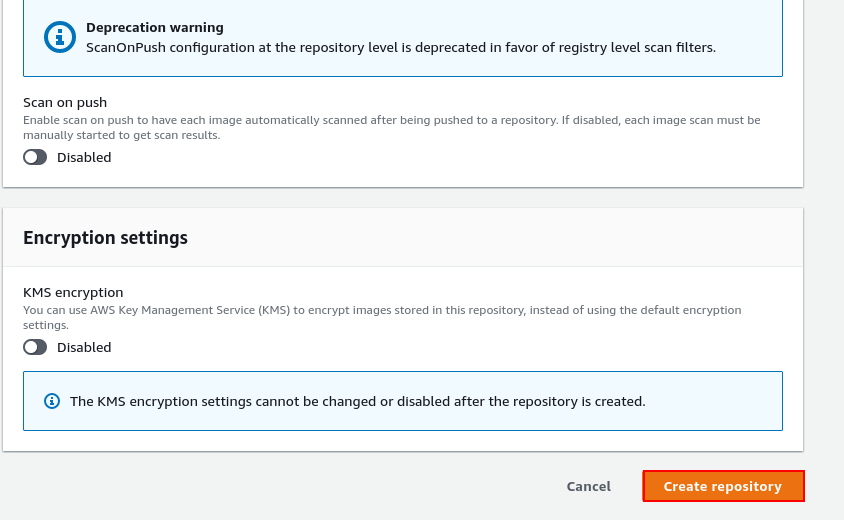 Deprecation warning
ScanOnPush configuration at the repository level is deprecated in favor of registry level scan filters.
Scan on push
Enable scan on push to have each image automatically scanned after being pushed to a repository. If disabled, each image scan must be
manually started to get scan results.
Disabled
Encryption settings
KMS encryption
You can use AWS Key Management Service (KMS) to encrypt images stored in this repository, instead of using the default encryption
settings.
Disabled
The KMS encryption settings cannot be changed or disabled after the repository is created.
Cancel
Create repository